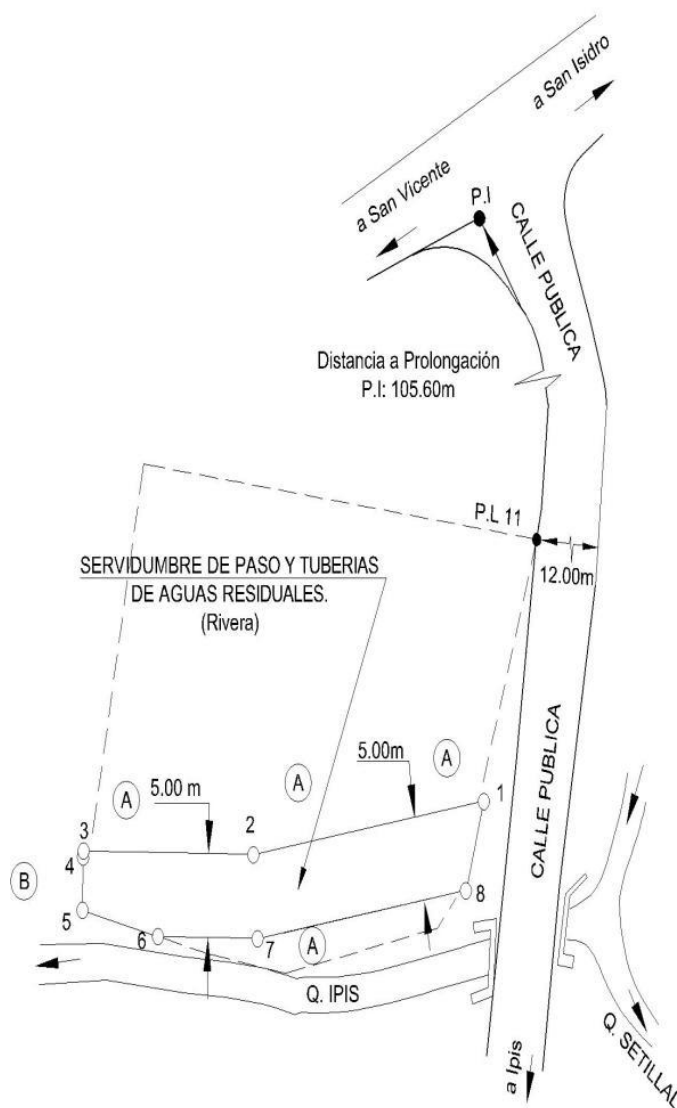 a San Isidro
a San Vicente
P.I
CALLE PUBLICA
Distancia a Prolongación
P.I: 105.60m
P.L 11
12.00m
SERVIDUMBRE DE PASO Y TUBERIAS
DE AGUAS RESIDUALES.
(Rivera)
CALLE PUBLICA
A
5.00m
A
5.00 m
A
1
3
2
4
B
5
8
6
7
A
Q. IPIS
a Ipis
Q. SETILLAL